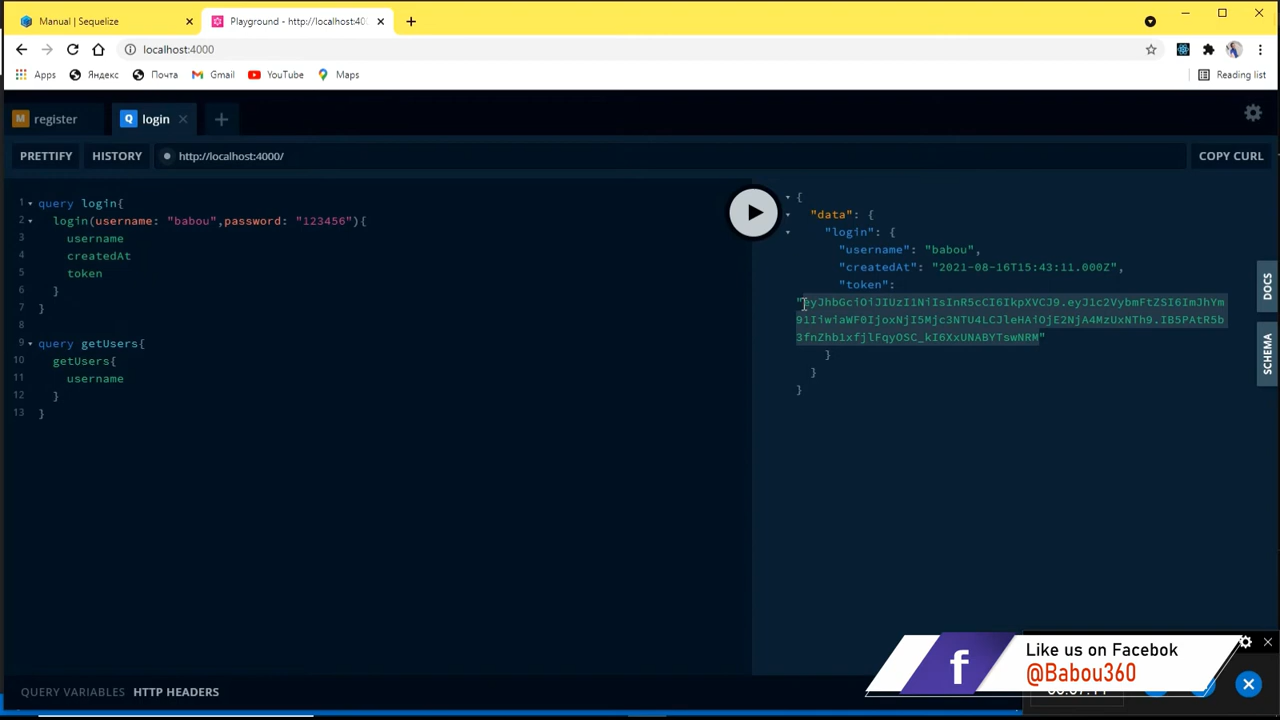 Manual | Sequelize
Playground - http://localhost:40
localhost:4000
Apps
Яндекс
Почта
Gmail
YouTube
Maps
Reading list
M register
Q login
PRETTIFY
HISTORY
http://localhost:4000/
COPY CURL
1 query login{
2 login(username: "babou",password: "123456"){
3 username
4 createdAt
5 token
6 }
7 }
8
9 query getUsers{
10 getUsers{
11 username
12 }
13 }
{
"data": {
"login": {
"username": "babou",
"createdAt": "2021-08-16T15:43:11.000Z",
"token":
"eyJhbGciOiJIUzI1NiIsInR5cCI6IkpXVCJ9.eyJ1c2VybmFtZSI6ImJhYm
91IiwiaWF0IjoxNjI5Mjc3NTU4LCJleHAiOjE2NjA4MzUxNTh9.IB5PAtR5b
3fnZhb1xfjlFqyOSC_kI6XxUNABYTswNRM"
}
}
}
DOCS
SCHEMA
QUERY VARIABLES
HTTP HEADERS
f
Like us on Facebok
@Babou360